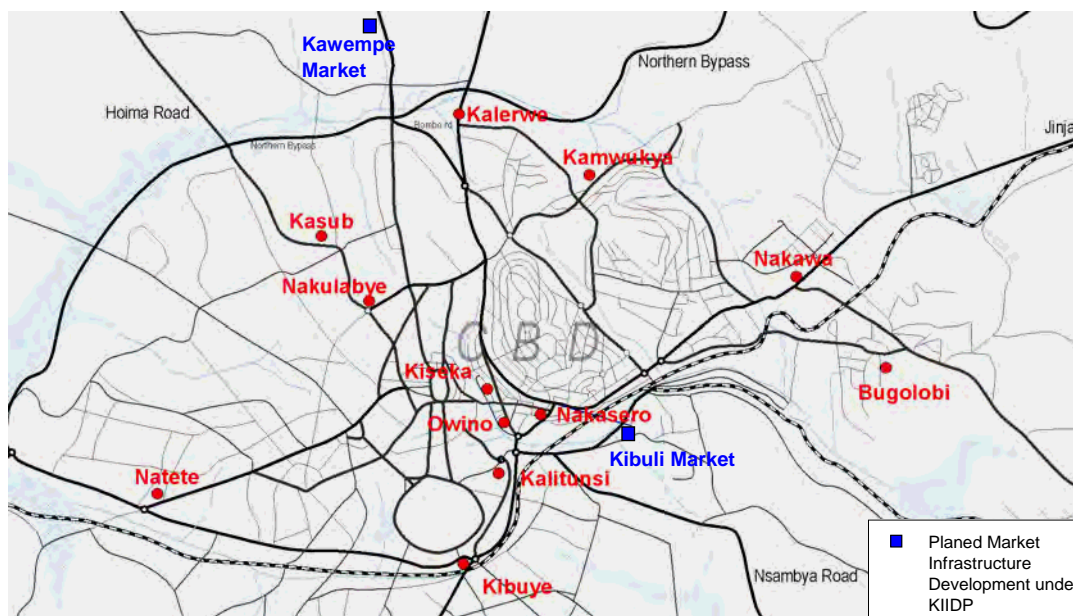 Kawempe
Market
Northern Bypass
Hoima Road
Kalerwe
Bombo rd
Jinja
Northern Bypass
Kamwukya
Kasub
Nakawa
Nakulabye
C B D
Kiseka
Bugolobi
Nakasero
Owino
Kibuli Market
Natete
Kalitunsi
Kibuye
Nsambya Road
Planed Market
Infrastructure
Development under
KIIDP